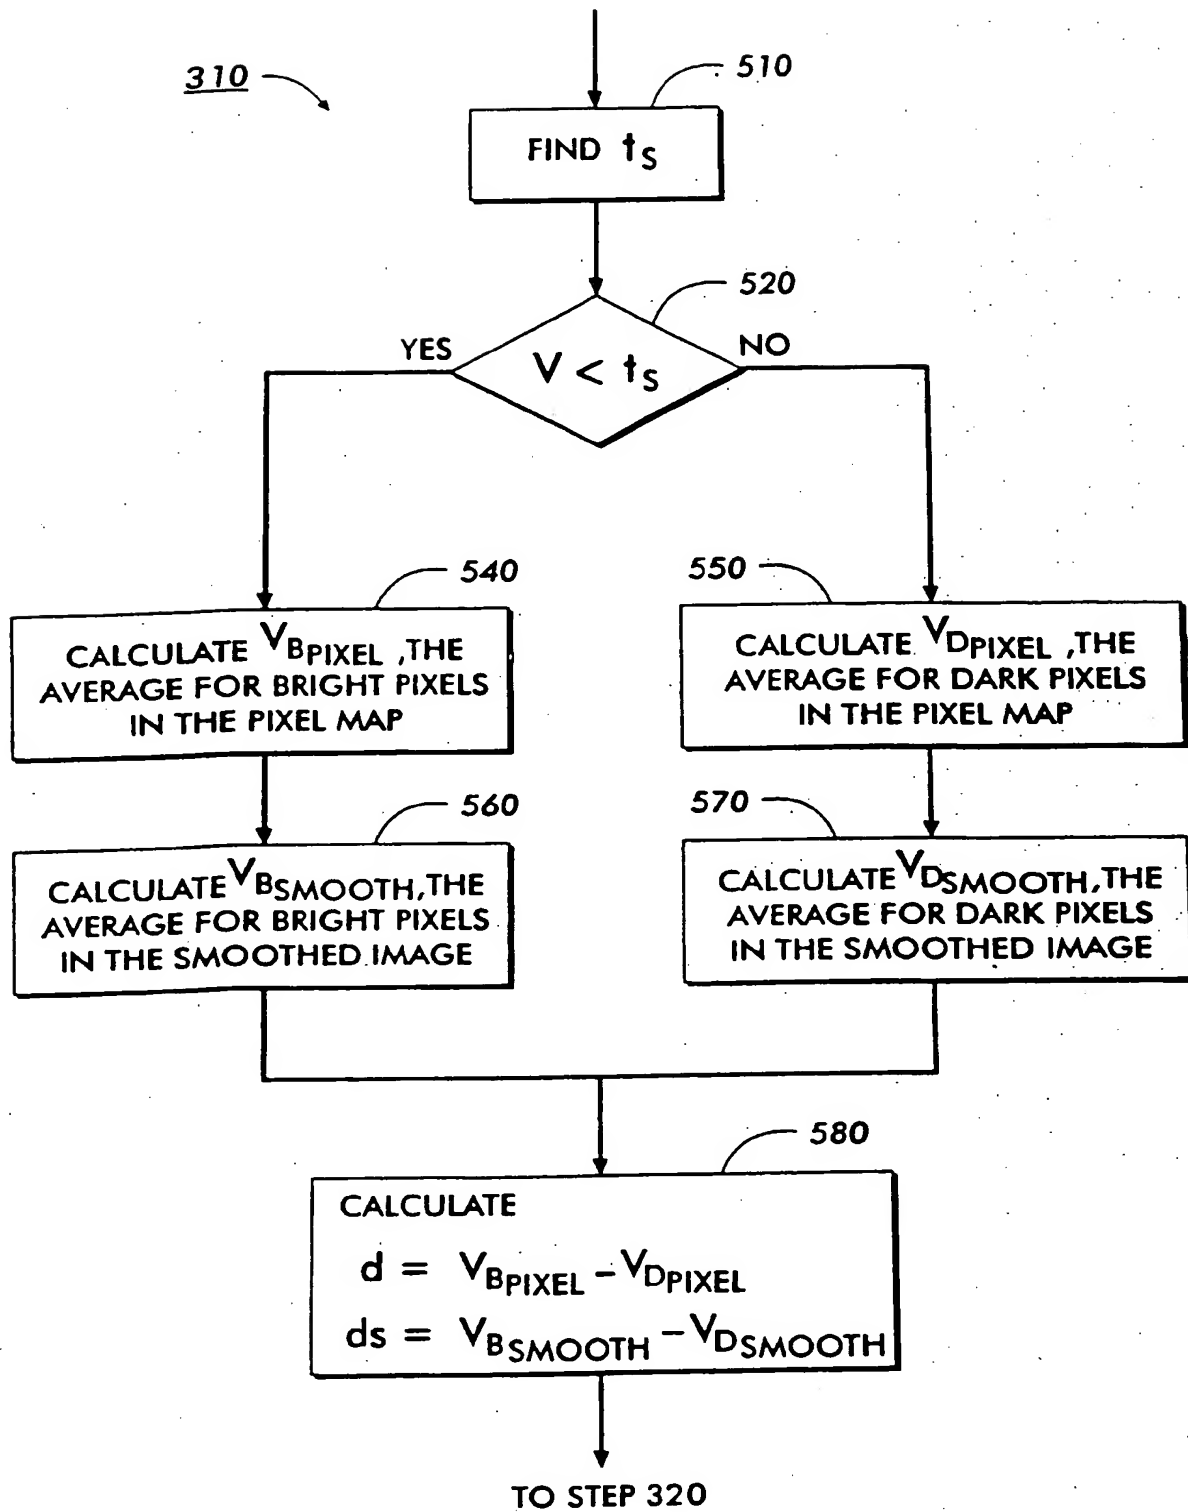 310
510
FIND tS
520
YES
V < tS
NO
540
550
CALCULATE VBPIXEL ,THE
AVERAGE FOR BRIGHT PIXELS
IN THE PIXEL MAP
CALCULATE VDPIXEL ,THE
AVERAGE FOR DARK PIXELS
IN THE PIXEL MAP
560
570
CALCULATE VBSMOOTH, THE
AVERAGE FOR BRIGHT PIXELS
IN THE SMOOTHED IMAGE
CALCULATE VDSMOOTH, THE
AVERAGE FOR DARK PIXELS
IN THE SMOOTHED IMAGE
580
CALCULATE
d = VBPIXEL - VDPIXEL
ds = VBSMOOTH - VDSMOOTH
TO STEP 320